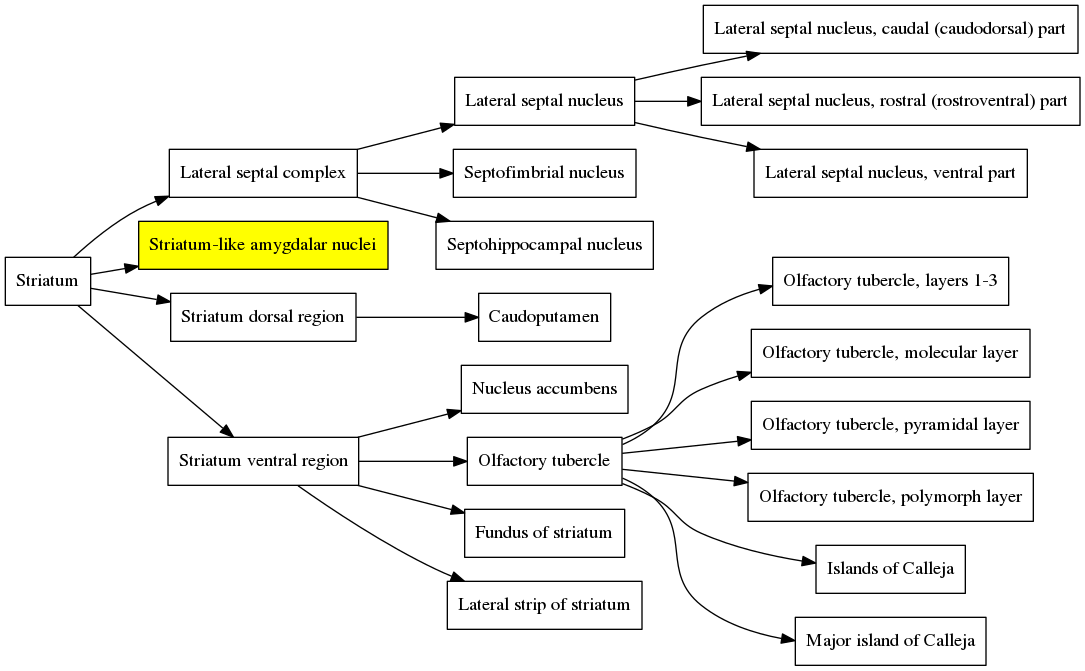 Lateral septal nucleus, caudal (caudodorsal) part
Lateral septal nucleus
Lateral septal nucleus, rostral (rostroventral) part
Lateral septal complex
Septofimbrial nucleus
Lateral septal nucleus, ventral part
Striatum-like amygdalar nuclei
Septohippocampal nucleus
Striatum
Olfactory tubercle, layers 1-3
Striatum dorsal region
Caudoputamen
Olfactory tubercle, molecular layer
Nucleus accumbens
Olfactory tubercle, pyramidal layer
Striatum ventral region
Olfactory tubercle
Olfactory tubercle, polymorph layer
Fundus of striatum
Islands of Calleja
Lateral strip of striatum
Major island of Calleja